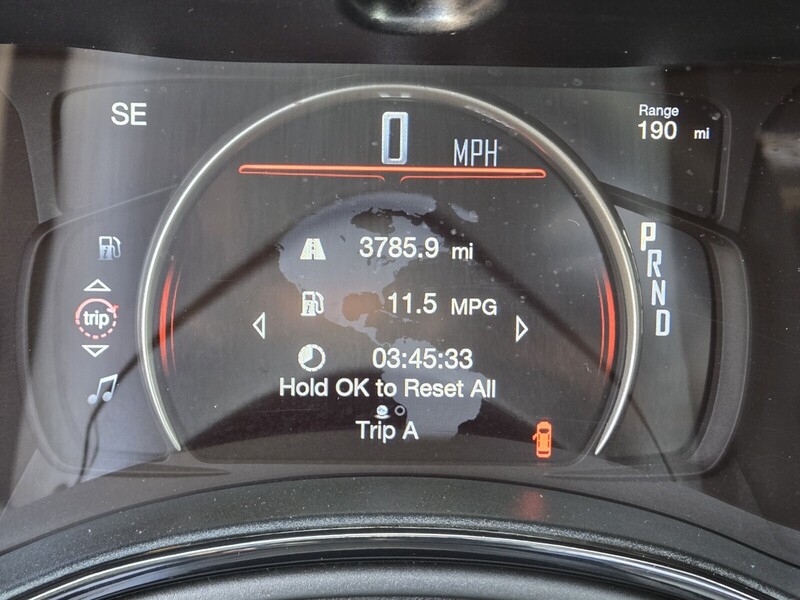 SE
0 MPH
Range
190 mi
3785.9 mi
11.5 MPG
trip
03:45:33
Hold OK to Reset All
Trip A
P
R
N
D